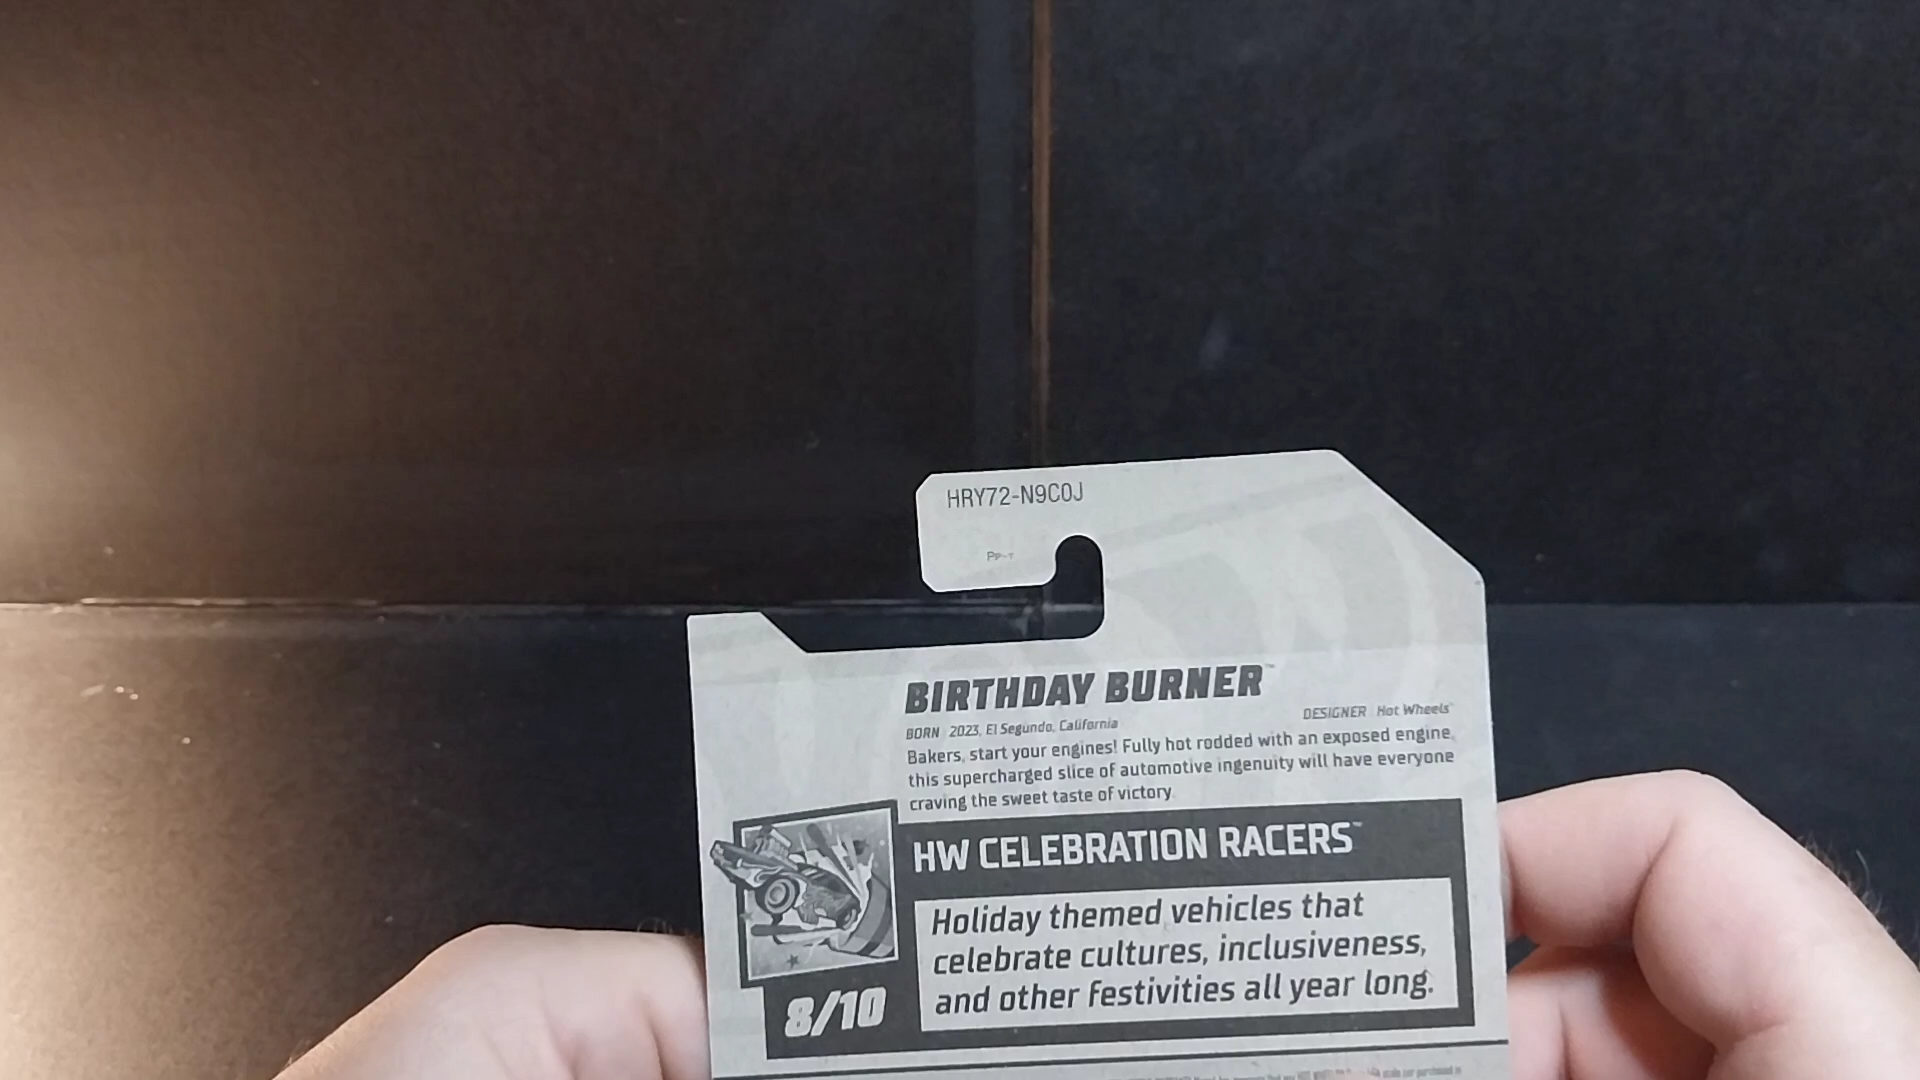 HRY72-N9C0J
PP-T
BIRTHDAY BURNER™
BORN 2023, El Segundo, California
DESIGNER Hot Wheels™
Bakers, start your engines! Fully hot rodded with an exposed engine,
this supercharged slice of automotive ingenuity will have everyone
craving the sweet taste of victory.
HW CELEBRATION RACERS™
Holiday themed vehicles that
celebrate cultures, inclusiveness,
and other festivities all year long.
8/10